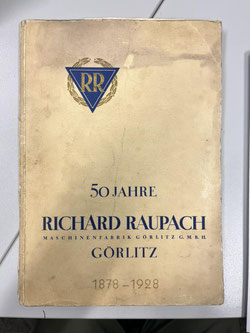 RR
50 JAHRE
RICHARD RAUPACH
MASCHINENFABRIK GÖRLITZ G.M.B.H.
GÖRLITZ
1878-1928